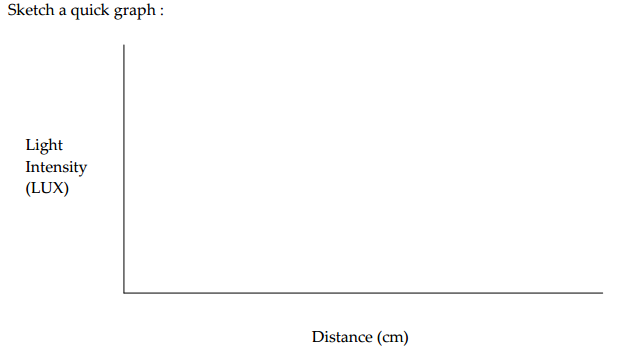 Sketch a quick graph :
Light
Intensity
(LUX)
Distance (cm)